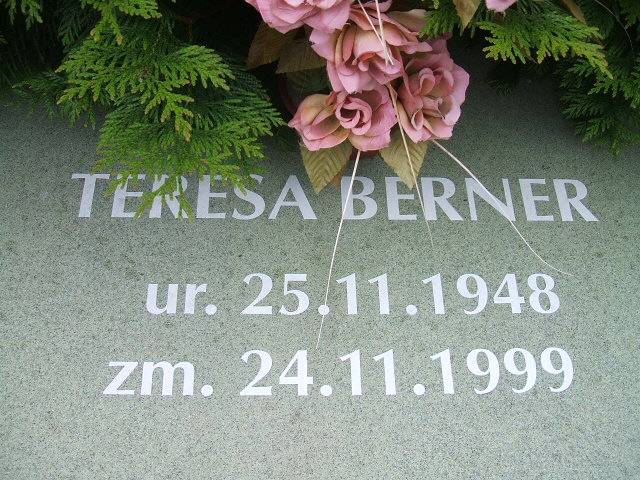 TERESA BERNER
ur. 25.11.1948
zm. 24.11.1999